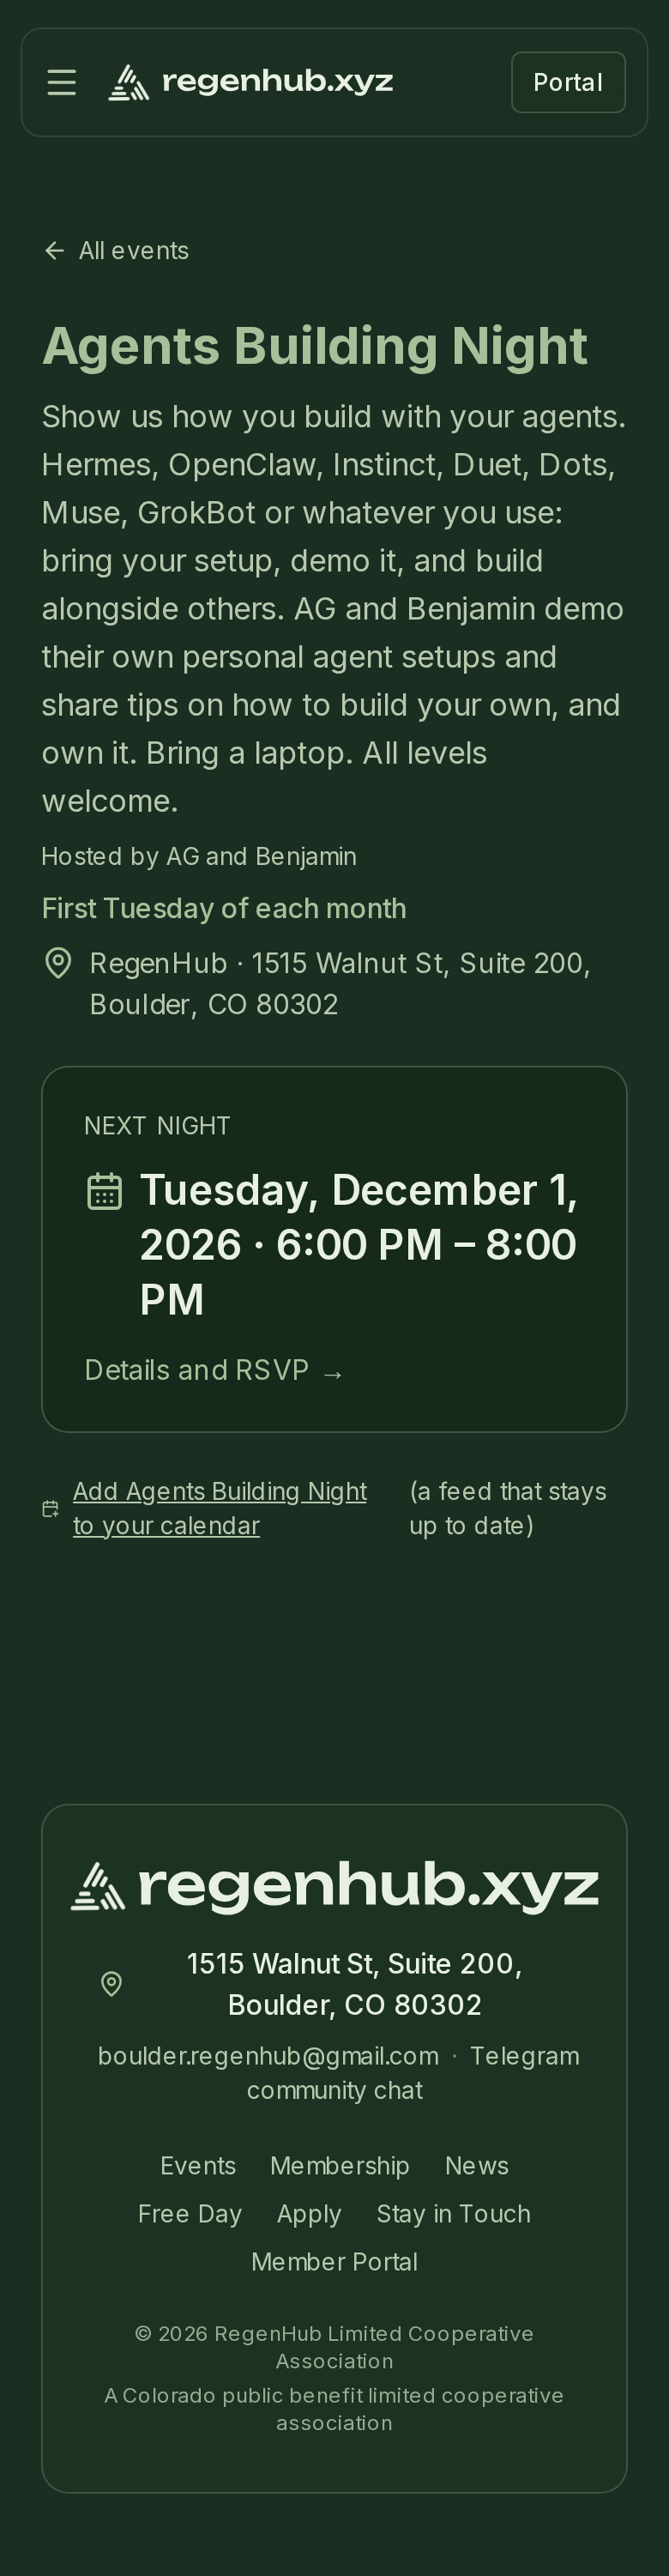 regenhub.xyz
Portal
← All events
Agents Building Night
Show us how you build with your agents.
Hermes, OpenClaw, Instinct, Duet, Dots,
Muse, GrokBot or whatever you use:
bring your setup, demo it, and build
alongside others. AG and Benjamin demo
their own personal agent setups and
share tips on how to build your own, and
own it. Bring a laptop. All levels
welcome.
Hosted by AG and Benjamin
First Tuesday of each month
RegenHub · 1515 Walnut St, Suite 200,
Boulder, CO 80302
NEXT NIGHT
Tuesday, December 1,
2026 · 6:00 PM – 8:00
PM
Details and RSVP →
Add Agents Building Night
to your calendar
(a feed that stays
up to date)
regenhub.xyz
1515 Walnut St, Suite 200,
Boulder, CO 80302
boulder.regenhub@gmail.com · Telegram
community chat
Events Membership News
Free Day Apply Stay in Touch
Member Portal
© 2026 RegenHub Limited Cooperative
Association
A Colorado public benefit limited cooperative
association